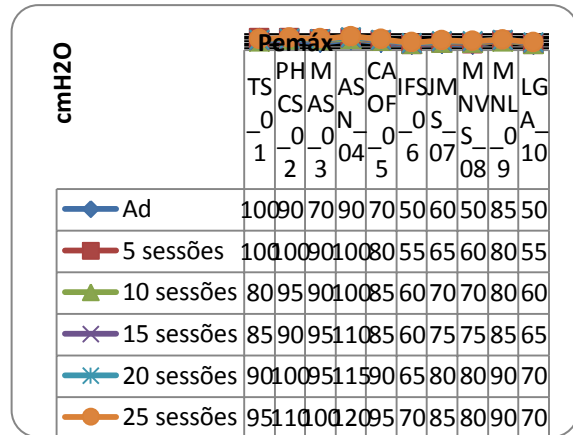 Pemáx
cmH2O
TS_01 PHCS_02 MAS_03 ASN_04 CAOF_05 IFS_06 JMS_07 MNVS_08 MNL_09 LGA_10
Ad 100 90 70 90 70 50 60 50 85 50
5 sessões 100 100 90 100 80 55 65 60 80 55
10 sessões 80 95 90 100 85 60 70 70 80 60
15 sessões 85 90 95 110 85 60 75 75 85 65
20 sessões 90 100 95 115 90 65 80 80 90 70
25 sessões 95 110 100 120 95 70 85 80 90 70